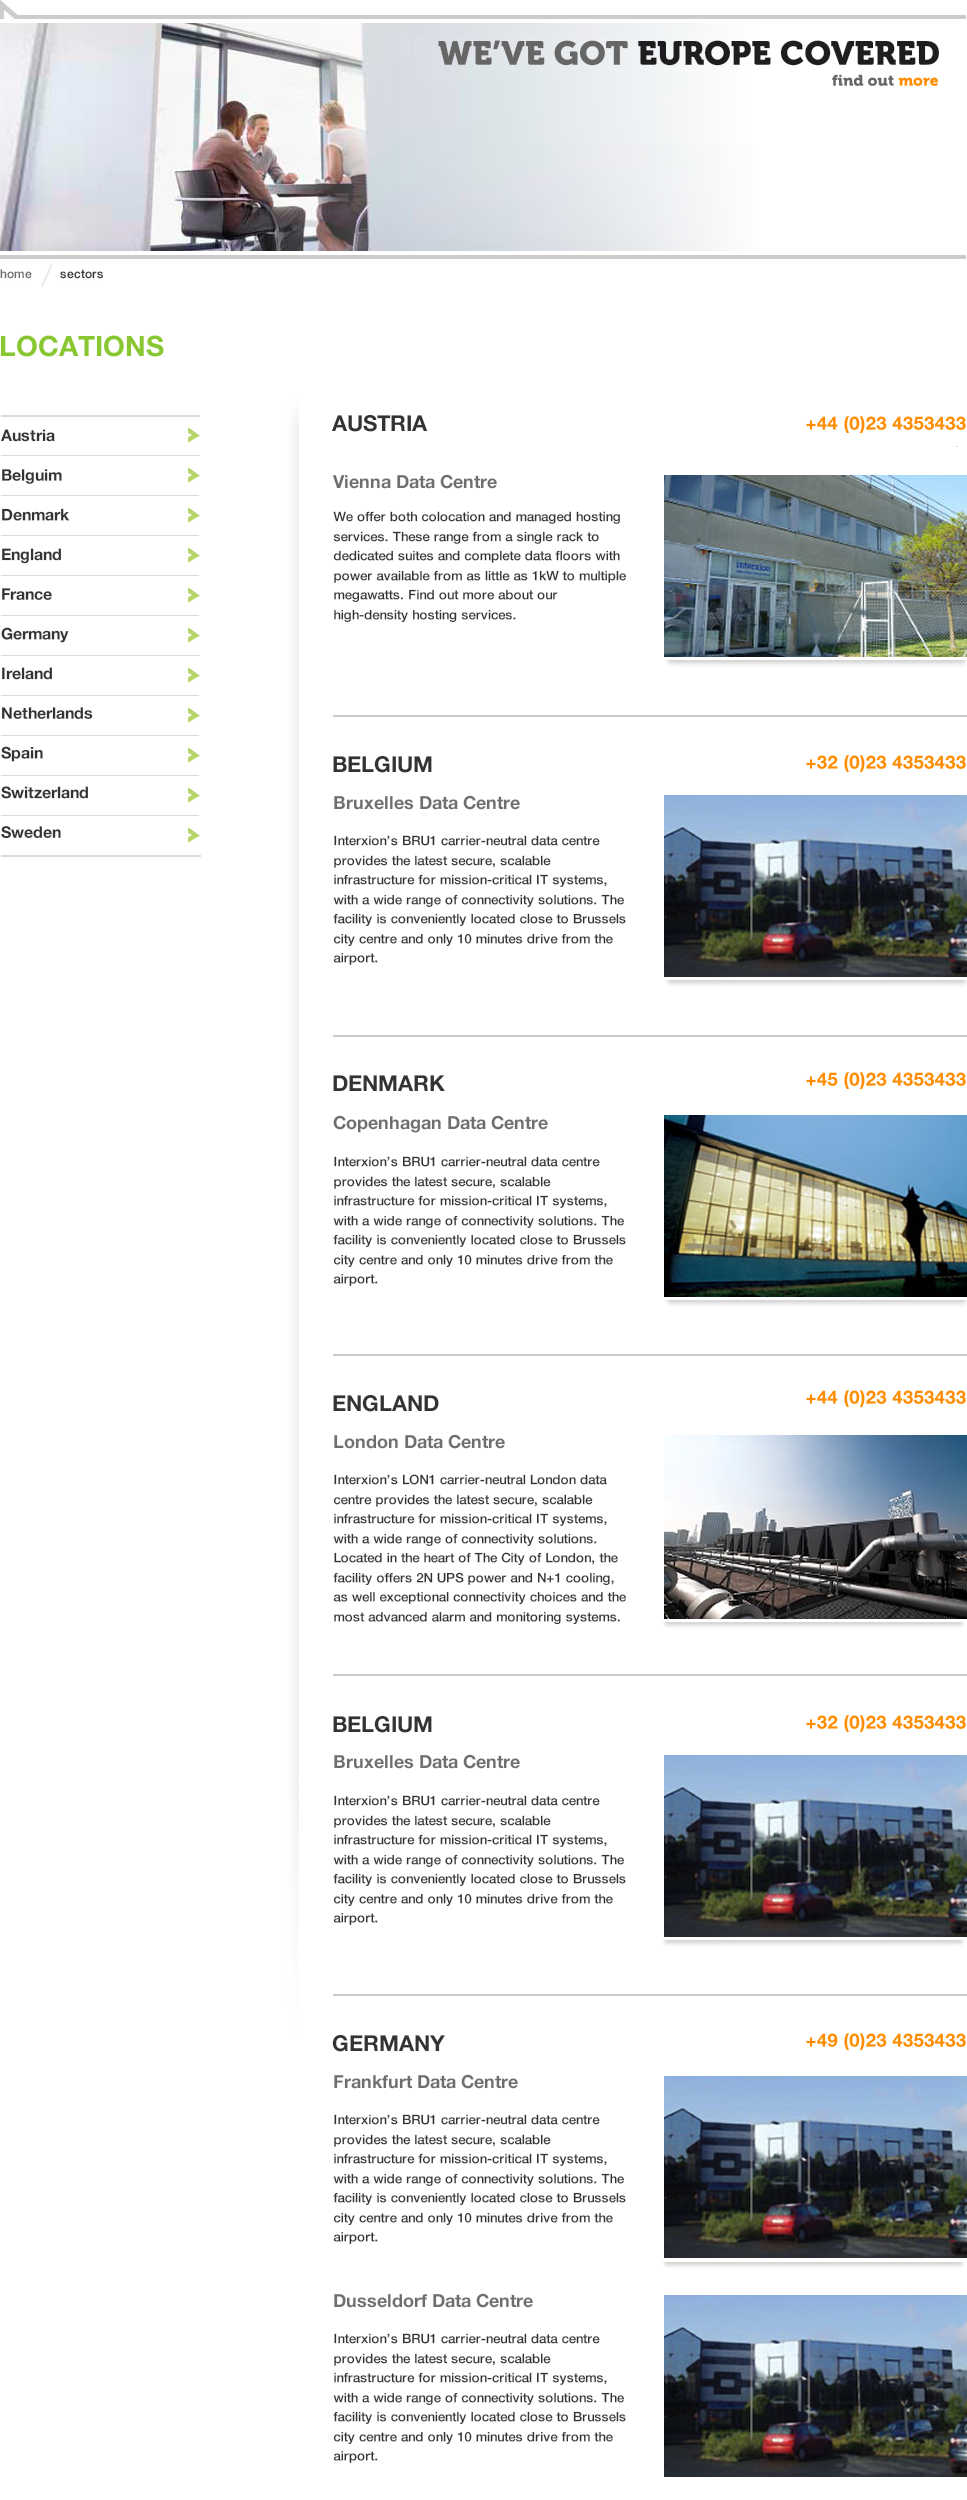 WE'VE GOT EUROPE COVERED
find out more
home / sectors
LOCATIONS
Austria
Belguim
Denmark
England
France
Germany
Ireland
Netherlands
Spain
Switzerland
Sweden
AUSTRIA
+44 (0)23 4353433
Vienna Data Centre
We offer both colocation and managed hosting
services. These range from a single rack to
dedicated suites and complete data floors with
power available from as little as 1kW to multiple
megawatts. Find out more about our
high-density hosting services.
interxion
BELGIUM
+32 (0)23 4353433
Bruxelles Data Centre
Interxion's BRU1 carrier-neutral data centre
provides the latest secure, scalable
infrastructure for mission-critical IT systems,
with a wide range of connectivity solutions. The
facility is conveniently located close to Brussels
city centre and only 10 minutes drive from the
airport.
DENMARK
+45 (0)23 4353433
Copenhagan Data Centre
Interxion's BRU1 carrier-neutral data centre
provides the latest secure, scalable
infrastructure for mission-critical IT systems,
with a wide range of connectivity solutions. The
facility is conveniently located close to Brussels
city centre and only 10 minutes drive from the
airport.
ENGLAND
+44 (0)23 4353433
London Data Centre
Interxion's LON1 carrier-neutral London data
centre provides the latest secure, scalable
infrastructure for mission-critical IT systems,
with a wide range of connectivity solutions.
Located in the heart of The City of London, the
facility offers 2N UPS power and N+1 cooling,
as well exceptional connectivity choices and the
most advanced alarm and monitoring systems.
BELGIUM
+32 (0)23 4353433
Bruxelles Data Centre
Interxion's BRU1 carrier-neutral data centre
provides the latest secure, scalable
infrastructure for mission-critical IT systems,
with a wide range of connectivity solutions. The
facility is conveniently located close to Brussels
city centre and only 10 minutes drive from the
airport.
GERMANY
+49 (0)23 4353433
Frankfurt Data Centre
Interxion's BRU1 carrier-neutral data centre
provides the latest secure, scalable
infrastructure for mission-critical IT systems,
with a wide range of connectivity solutions. The
facility is conveniently located close to Brussels
city centre and only 10 minutes drive from the
airport.
Dusseldorf Data Centre
Interxion's BRU1 carrier-neutral data centre
provides the latest secure, scalable
infrastructure for mission-critical IT systems,
with a wide range of connectivity solutions. The
facility is conveniently located close to Brussels
city centre and only 10 minutes drive from the
airport.